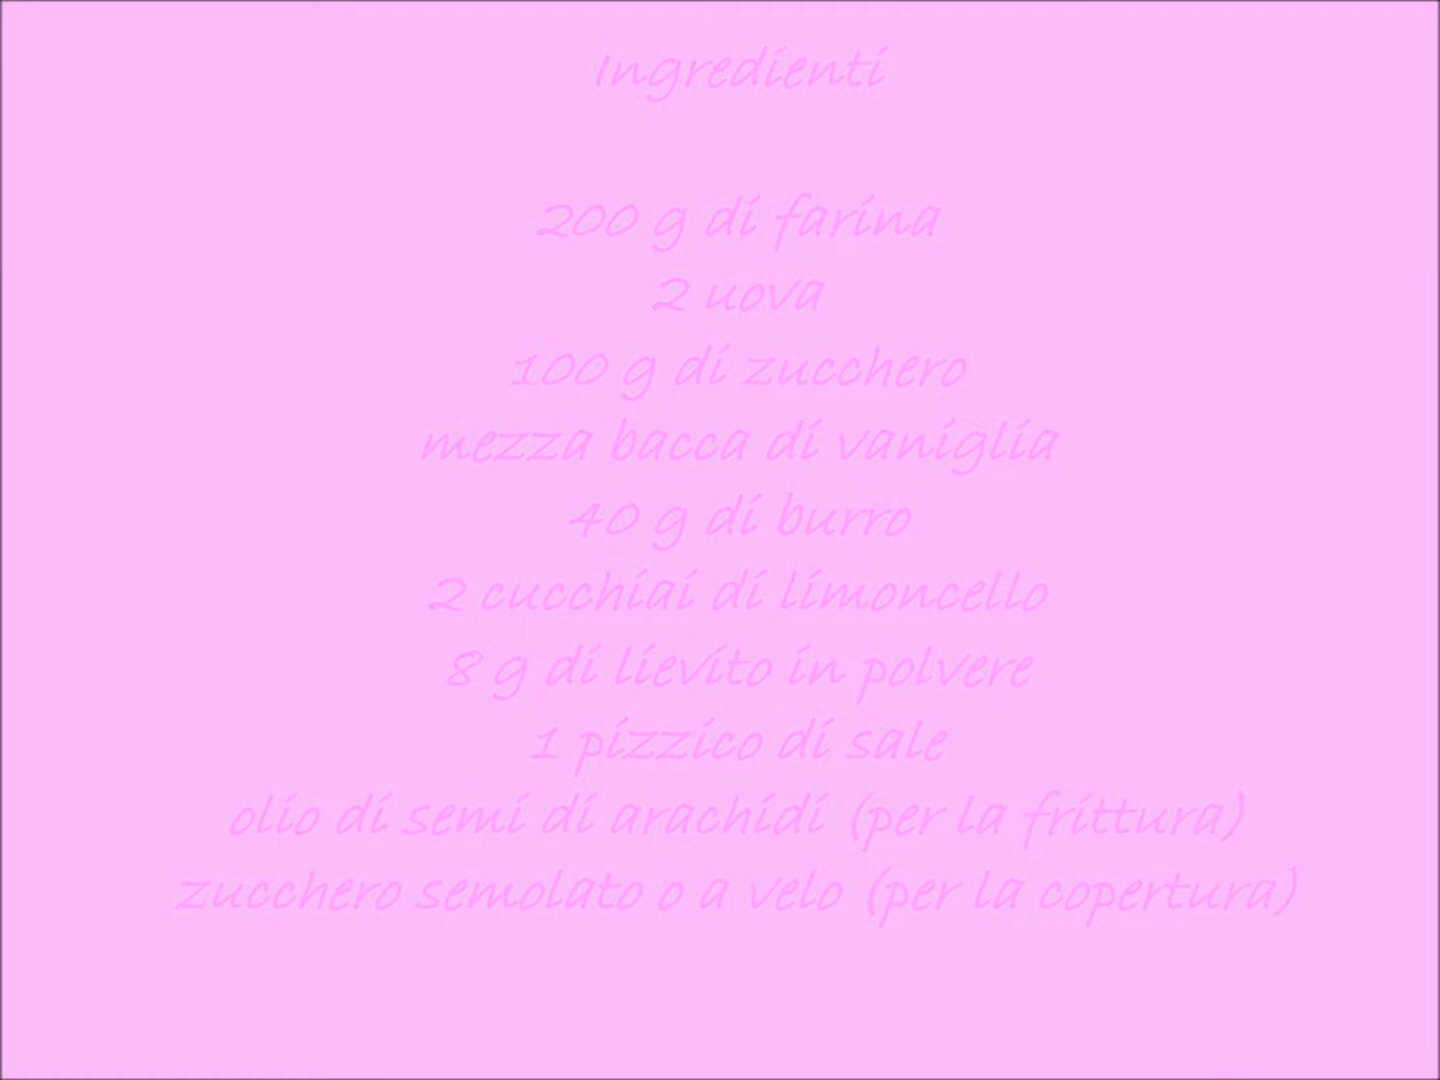 Ingredienti
200 g di farina
2 uova
100 g di zucchero
mezza bacca di vaniglia
40 g di burro
2 cucchiai di limoncello
8 g di lievito in polvere
1 pizzico di sale
olio di semi di arachidi (per la frittura)
zucchero semolato o a velo (per la copertura)